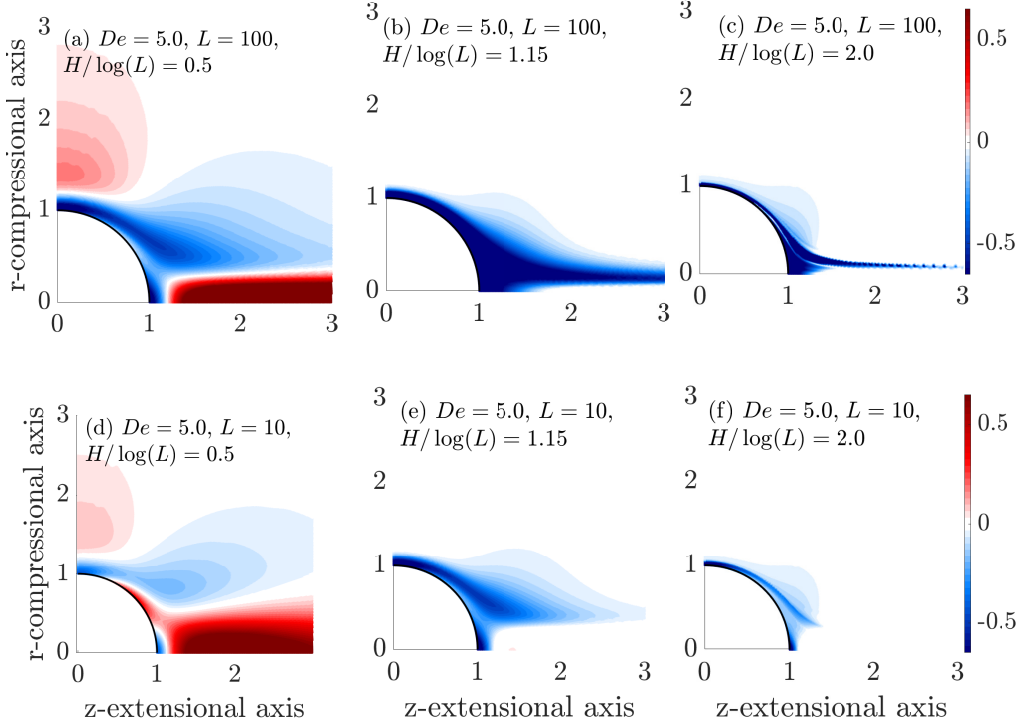 (a) De = 5.0, L = 100,
H/ log(L) = 0.5
(b) De = 5.0, L = 100,
H/ log(L) = 1.15
(c) De = 5.0, L = 100,
H/ log(L) = 2.0
r-compressional axis
3
2
1
0
0 1 2 3
3
2
1
0
0 1 2 3
3
2
1
0
0 1 2 3
0.5
0
-0.5
(d) De = 5.0, L = 10,
H/ log(L) = 0.5
(e) De = 5.0, L = 10,
H/ log(L) = 1.15
(f) De = 5.0, L = 10,
H/ log(L) = 2.0
r-compressional axis
3
2
1
0
0 1 2 3
3
2
1
0
0 1 2 3
3
2
1
0
0 1 2 3
0.5
0
-0.5
z-extensional axis
z-extensional axis
z-extensional axis